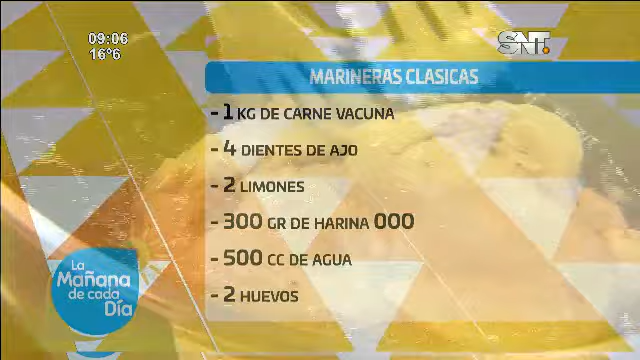 09:06
16°6
SNT.
MARINERAS CLASICAS
- 1 KG DE CARNE VACUNA
- 4 DIENTES DE AJO
- 2 LIMONES
- 300 GR DE HARINA 000
- 500 CC DE AGUA
- 2 HUEVOS
La
Mañana
de cada
Día